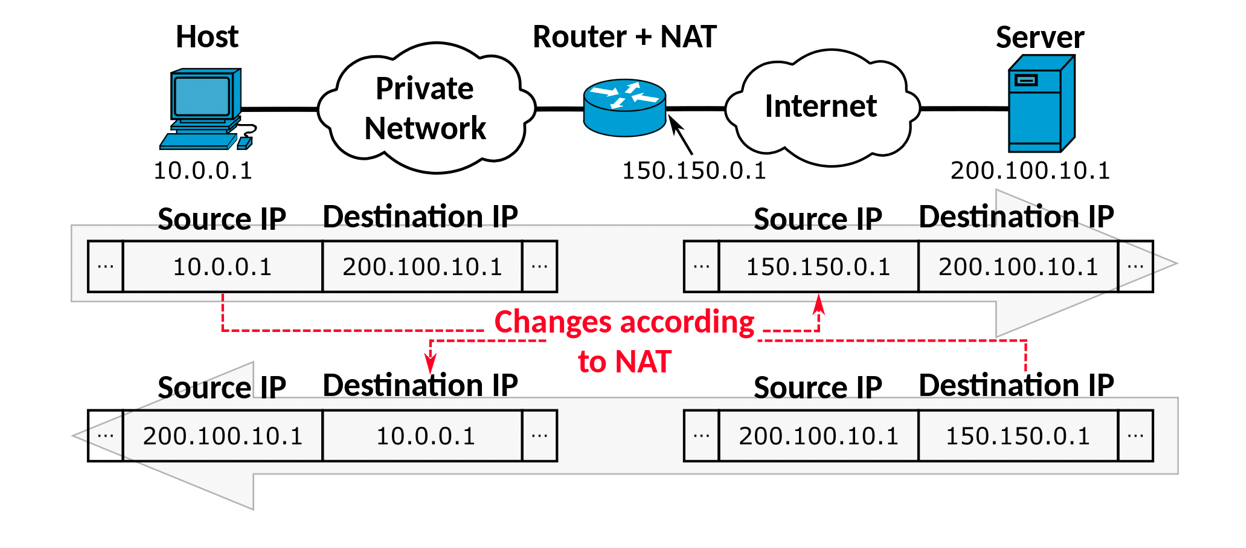 Host
Router + NAT
Server
Private
Network
Internet
10.0.0.1
150.150.0.1
200.100.10.1
Source IP Destination IP Source IP Destination IP
... 10.0.0.1 200.100.10.1 ... ... 150.150.0.1 200.100.10.1 ...
Changes according
to NAT
Source IP Destination IP Source IP Destination IP
... 200.100.10.1 10.0.0.1 ... ... 200.100.10.1 150.150.0.1 ...